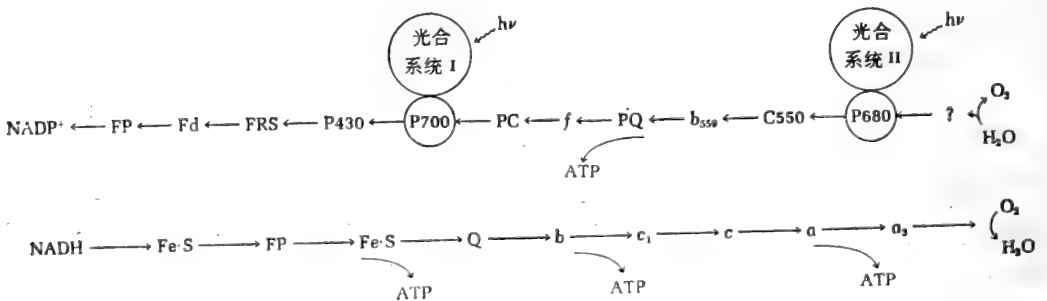 光合 系统 I hν
光合 系统 II hν
NADP⁺ ← FP ← Fd ← FRS ← P430 ← P700 ← PC ← f ← PQ ← b₅₅₉ ← C550 ← P680 ← ? O₂
H₂O
ATP
NADH → Fe·S → FP → Fe·S → Q → b → c₁ → c → a → a₃ → O₂
H₂O
ATP ATP ATP